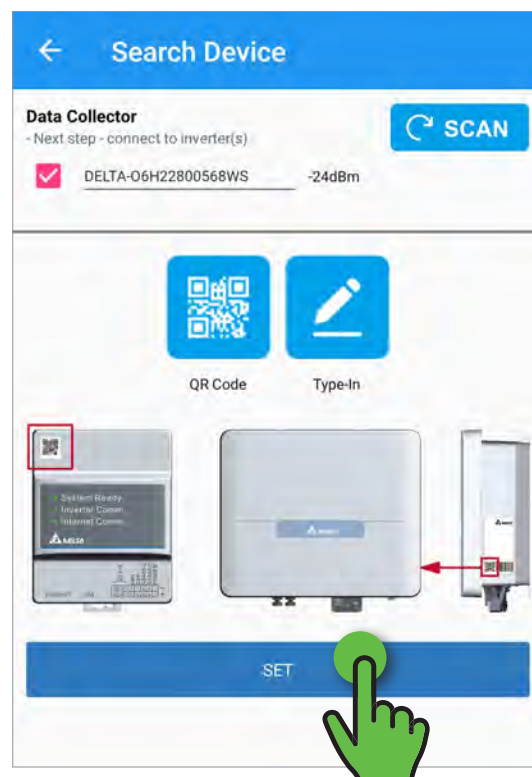 Search Device
Data Collector
- Next step - connect to inverter(s)
SCAN
DELTA-O6H22800568WS -24dBm
QR Code Type-In
System Ready
Inverter Comm.
Internet Comm.
DELTA
SET